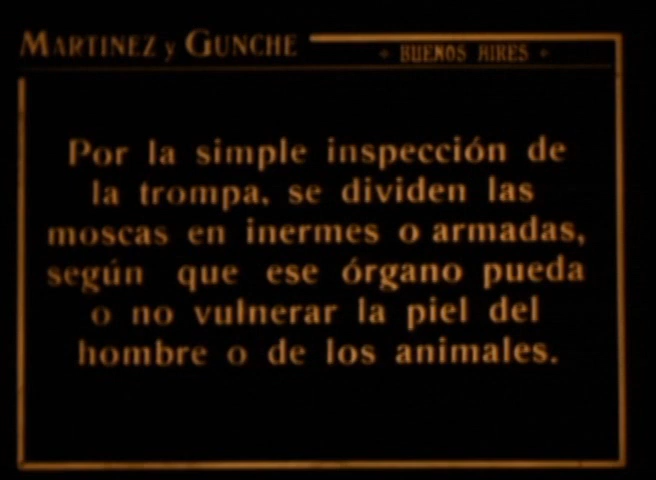 MARTINEZ y GUNCHE
BUENOS AIRES
Por la simple inspección de
la trompa, se dividen las
moscas en inermes o armadas,
según que ese órgano pueda
o no vulnerar la piel del
hombre o de los animales.